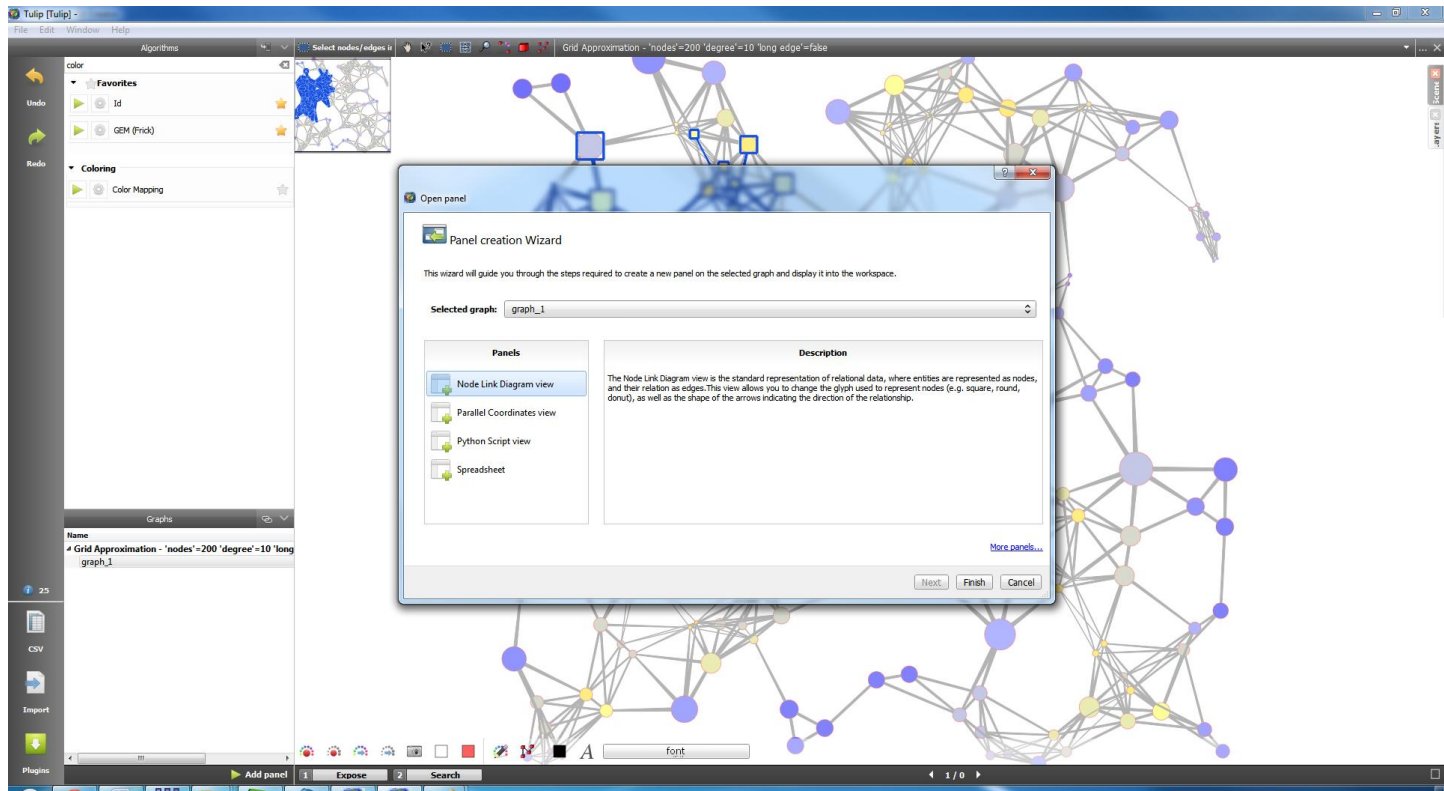 Tulip [Tulip] -
File Edit Window Help
Algorithms
Select nodes/edges i
Grid Approximation - 'nodes'=200 'degree'=10 'long edge'=false
...
color
Undo
Favorites
Id
GEM (Frick)
Redo
Coloring
Color Mapping
Scene
Open panel
?
X
Panel creation Wizard
This wizard will guide you through the steps required to create a new panel on the selected graph and display it into the workspace.
Selected graph: graph_1
Panels
Description
Node Link Diagram view
Parallel Coordinates view
Python Script view
Spreadsheet
The Node Link Diagram view is the standard representation of relational data, where entities are represented as nodes,
and their relation as edges.This view allows you to change the glyph used to represent nodes (e.g. square, round,
donut), as well as the shape of the arrows indicating the direction of the relationship.
More panels...
Next Finish Cancel
Graphs
Name
Grid Approximation - 'nodes'=200 'degree'=10 'long
graph_1
25
CSV
Import
Plugins
A font
Add panel 1 Expose 2 Search 1 / 0